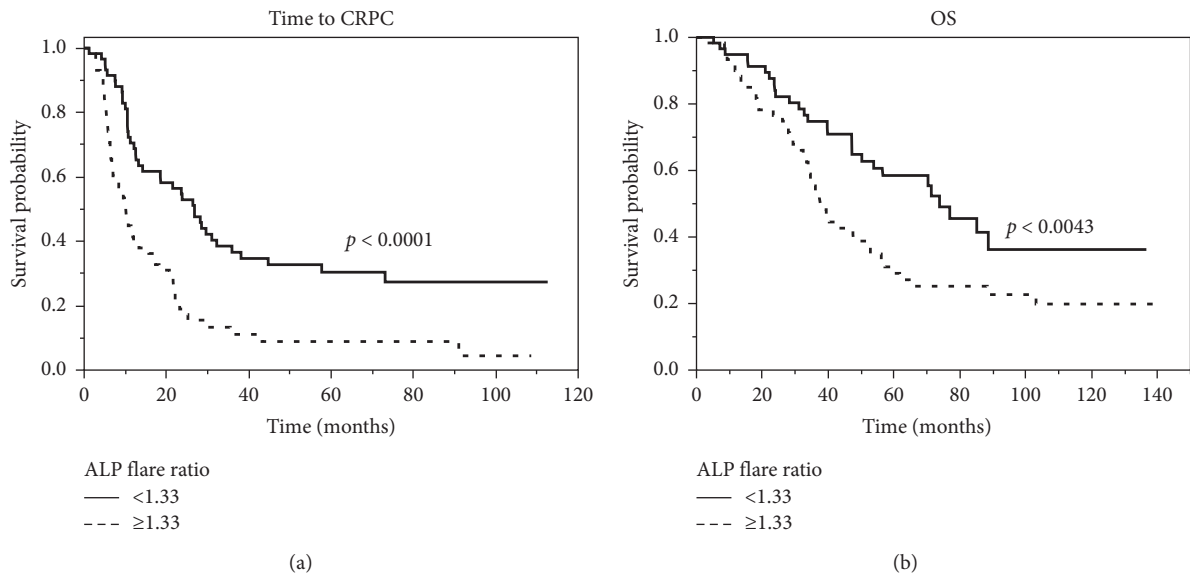 Time to CRPC
1.0
0.8
0.6
0.4
0.2
0.0
Survival probability
p < 0.0001
0 20 40 60 80 100 120
Time (months)
ALP flare ratio
<1.33
≥1.33
(a)
OS
1.0
0.8
0.6
0.4
0.2
0.0
Survival probability
p < 0.0043
0 20 40 60 80 100 120 140
Time (months)
ALP flare ratio
<1.33
≥1.33
(b)